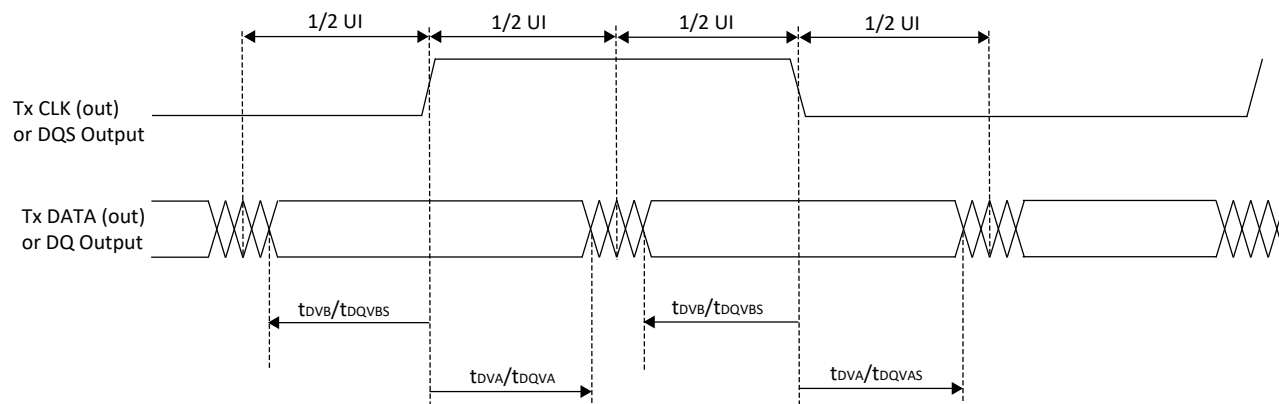 1/2 UI
1/2 UI
1/2 UI
1/2 UI
Tx CLK (out)
or DQS Output
Tx DATA (out)
or DQ Output
tDVB/tDQVBS
tDVB/tDQVBS
tDVA/tDQVA
tDVA/tDQVAS